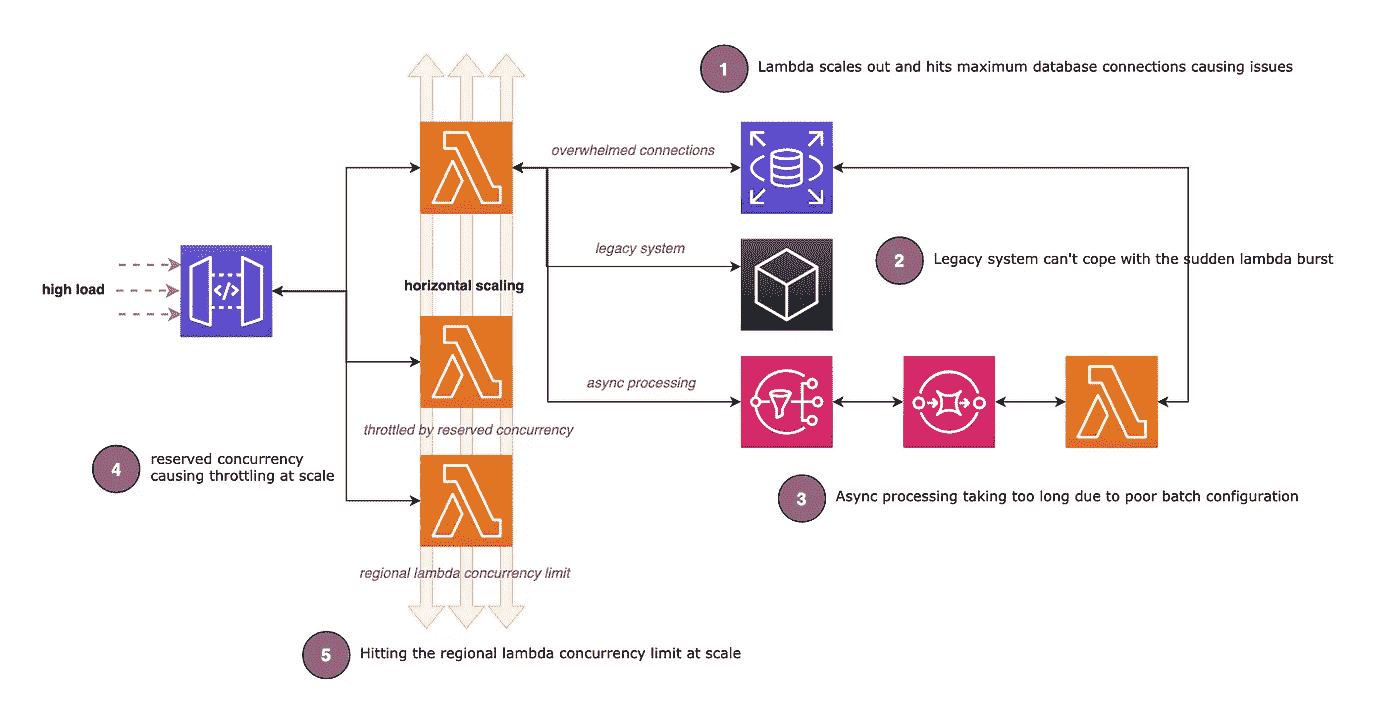 1
Lambda scales out and hits maximum database connections causing issues
overwhelmed connections
legacy system
2
Legacy system can't cope with the sudden lambda burst
high load
</>
horizontal scaling
async processing
throttled by reserved concurrency
4
reserved concurrency
causing throttling at scale
3
Async processing taking too long due to poor batch configuration
regional lambda concurrency limit
5
Hitting the regional lambda concurrency limit at scale